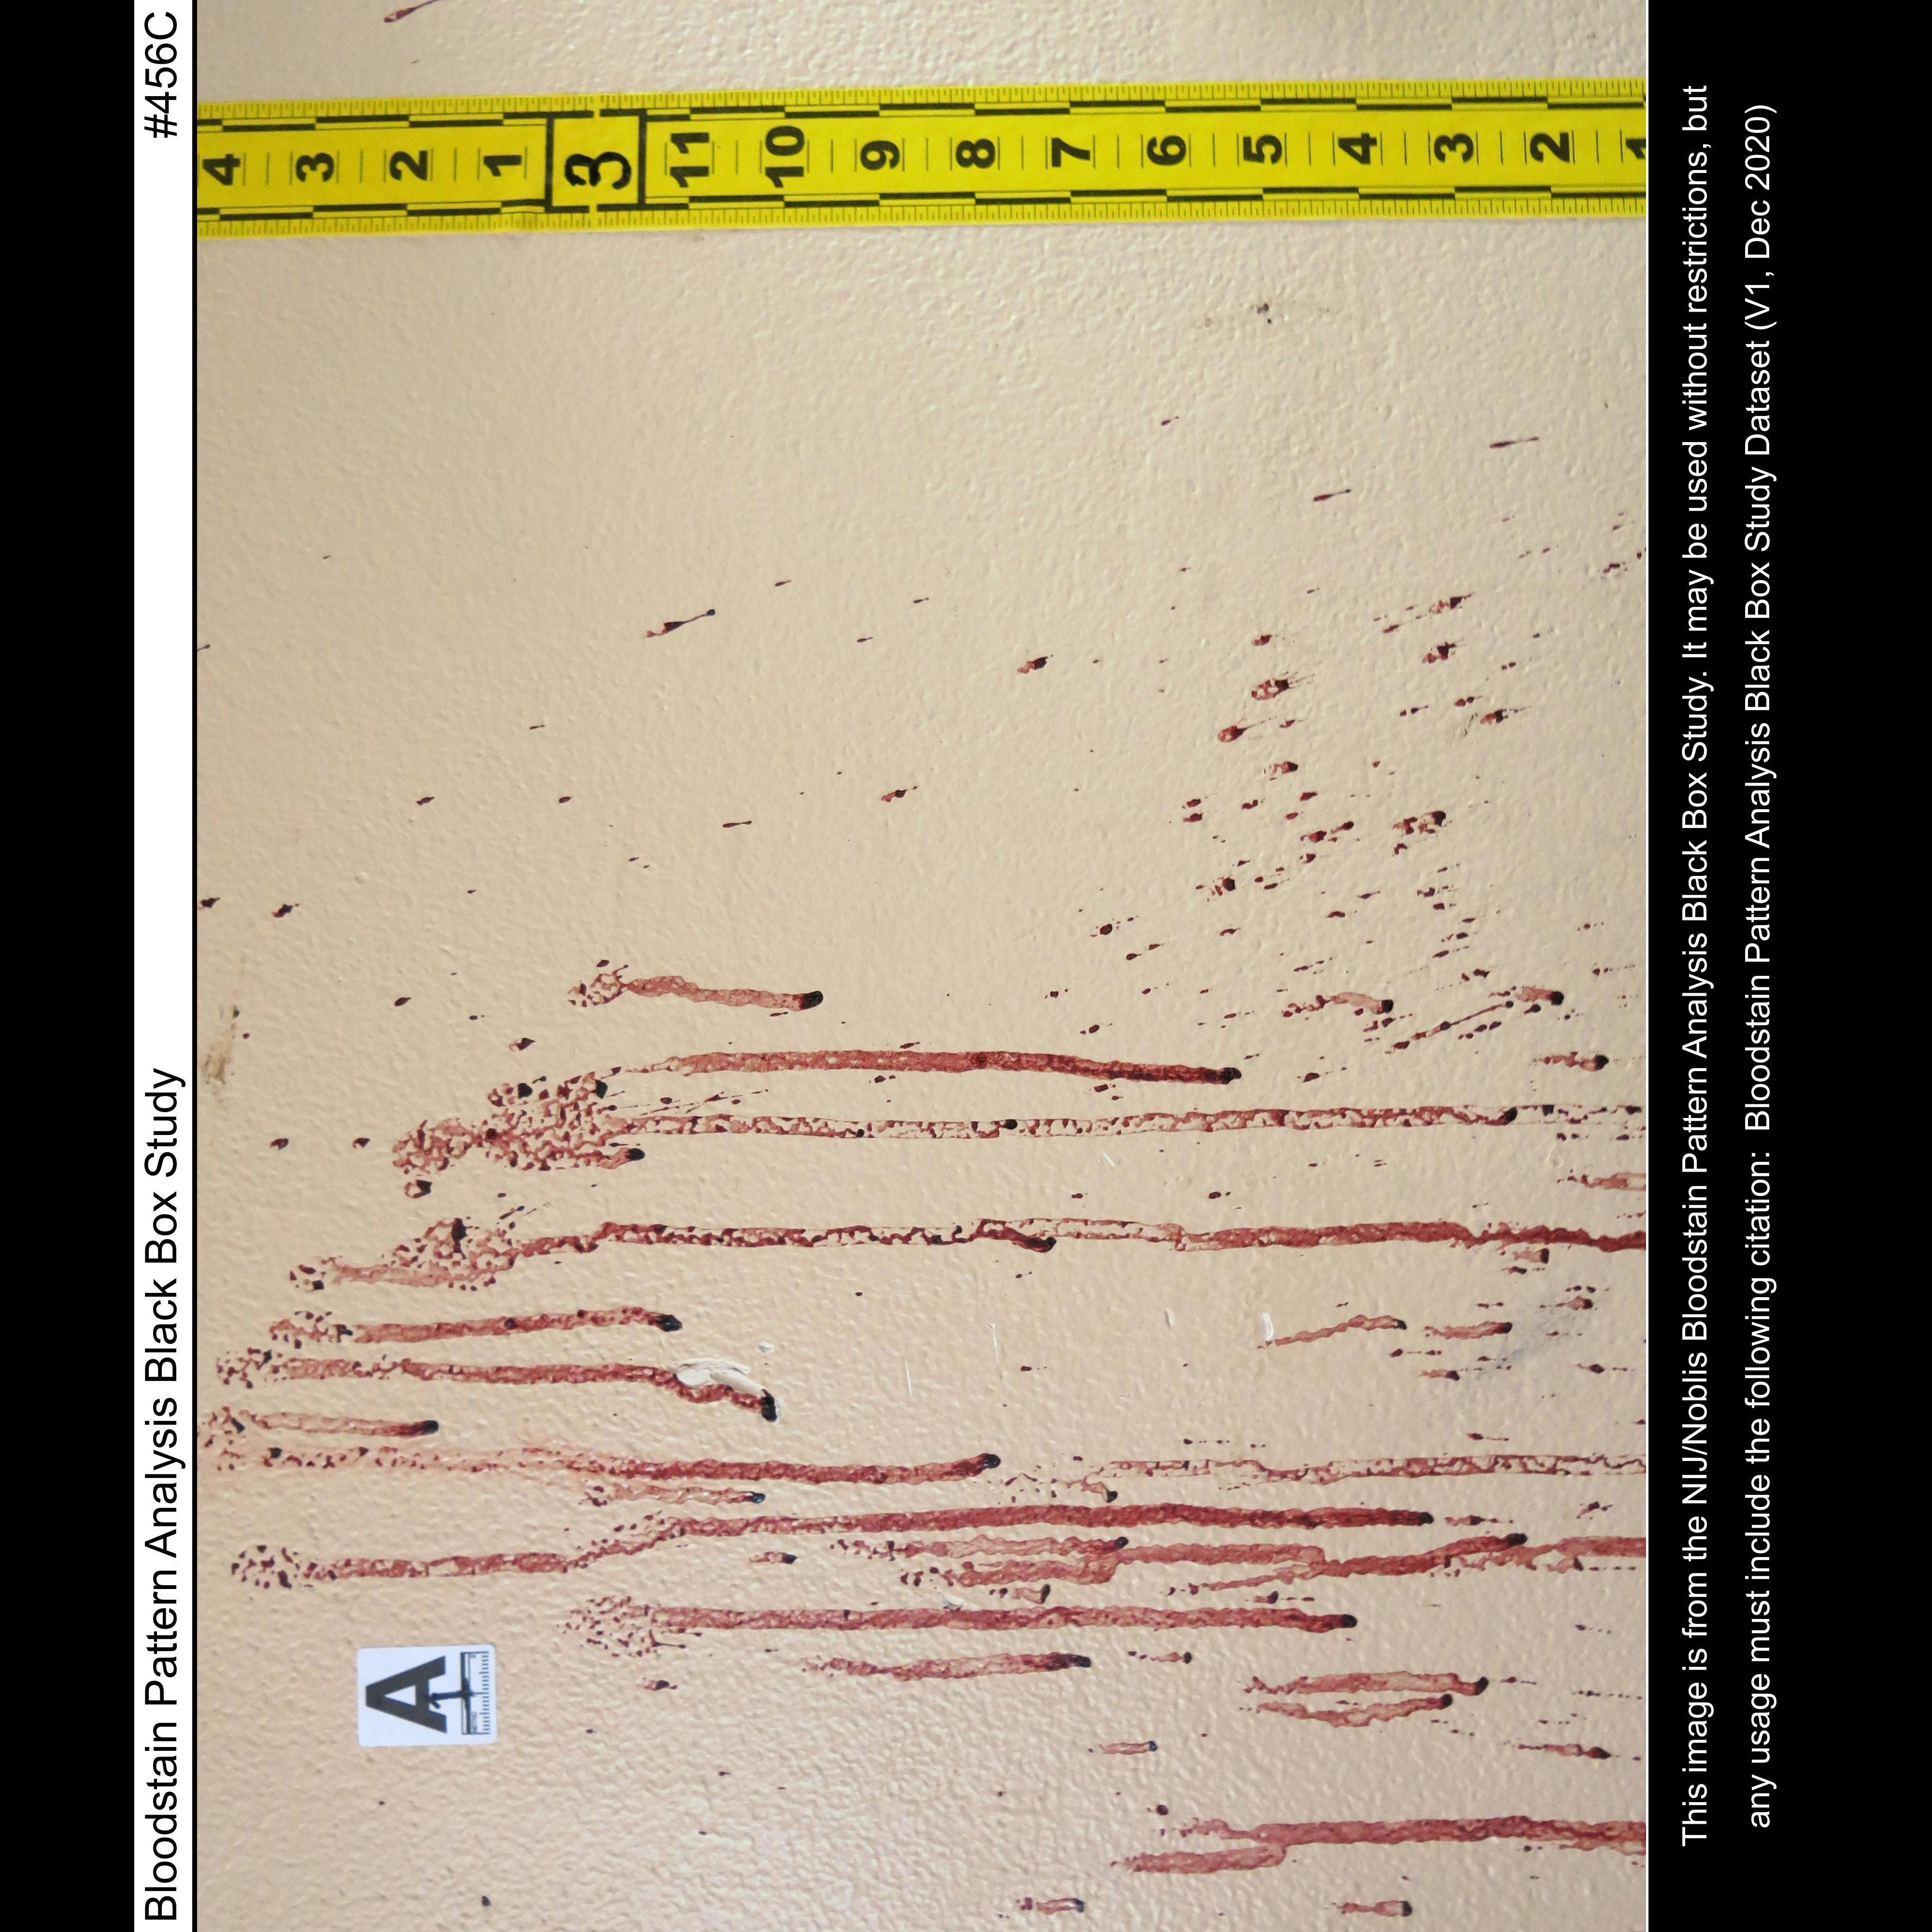 Bloodstain Pattern Analysis Black Box Study #456C
4 3 2 1 3 11 10 9 8 7 6 5 4 3 2 1
A
This image is from the NIJ/Noblis Bloodstain Pattern Analysis Black Box Study. It may be used without restrictions, but
any usage must include the following citation: Bloodstain Pattern Analysis Black Box Study Dataset (V1, Dec 2020)